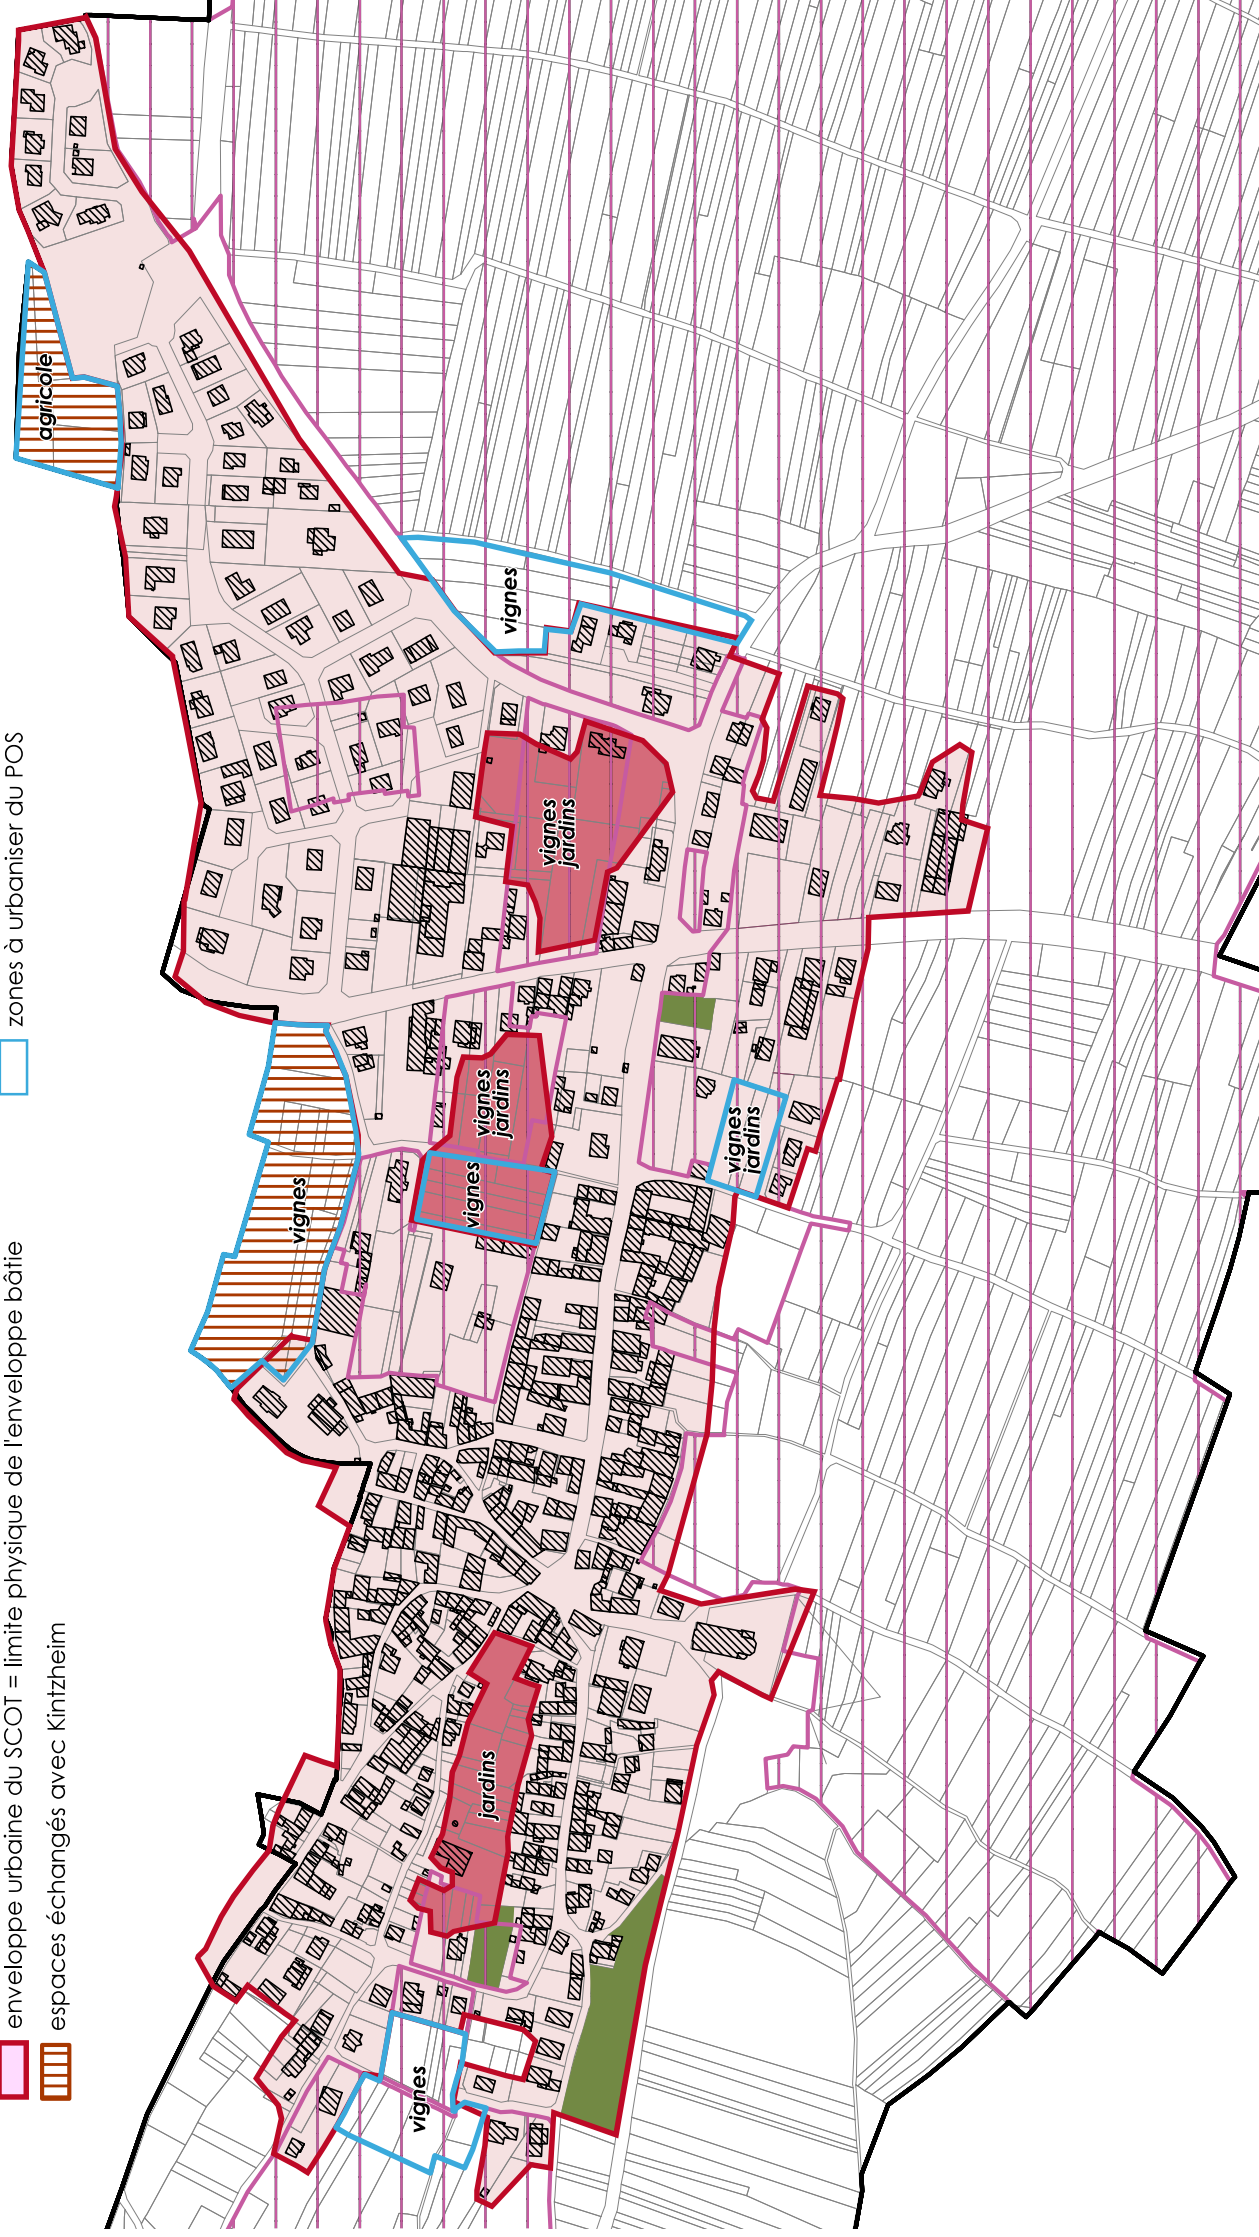 enveloppe urbaine du SCOT = limite physique de l'enveloppe bâtie
zones à urbaniser du POS
espaces échangés avec Kintzheim
agricole
vignes
vignes
jardins
vignes
jardins
vignes
vignes
jardins
vignes
jardins
vignes